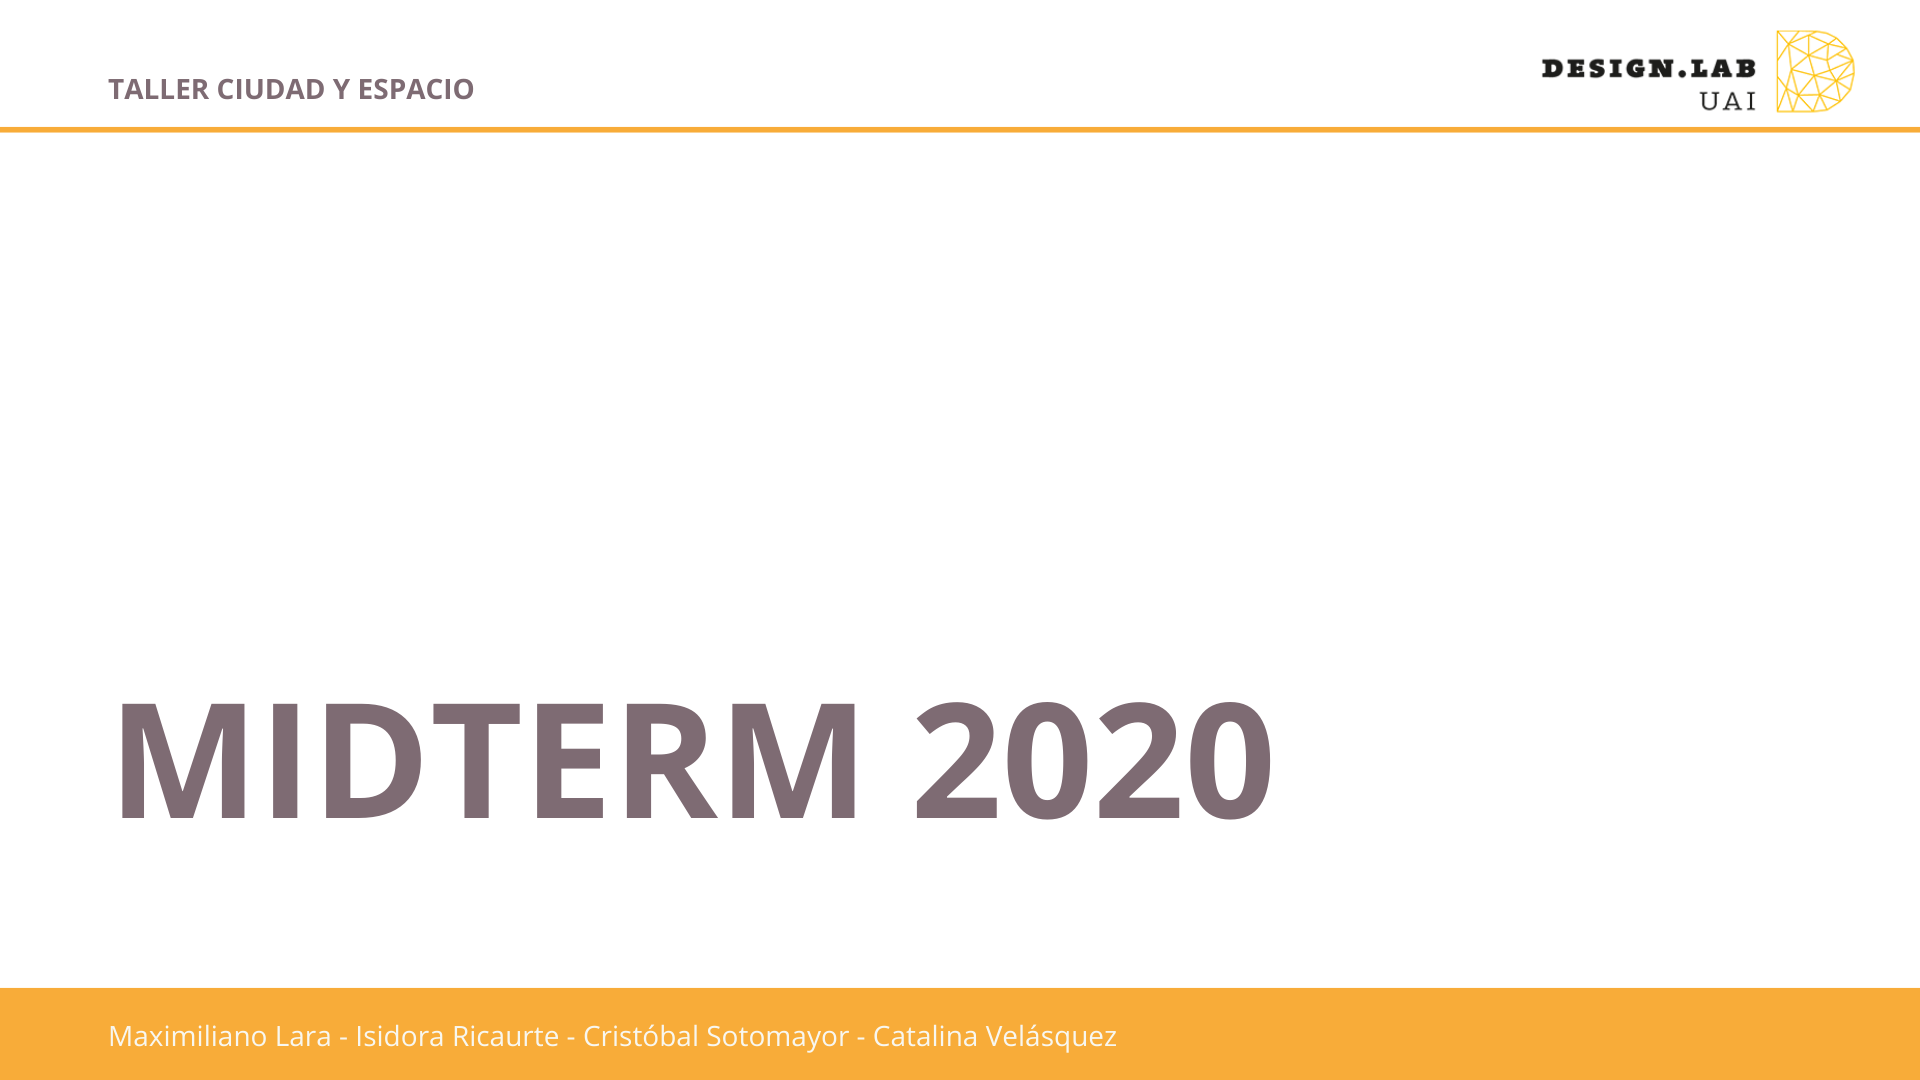 TALLER CIUDAD Y ESPACIO
DESIGN.LAB
UAI
MIDTERM 2020
Maximiliano Lara - Isidora Ricaurte - Cristóbal Sotomayor - Catalina Velásquez